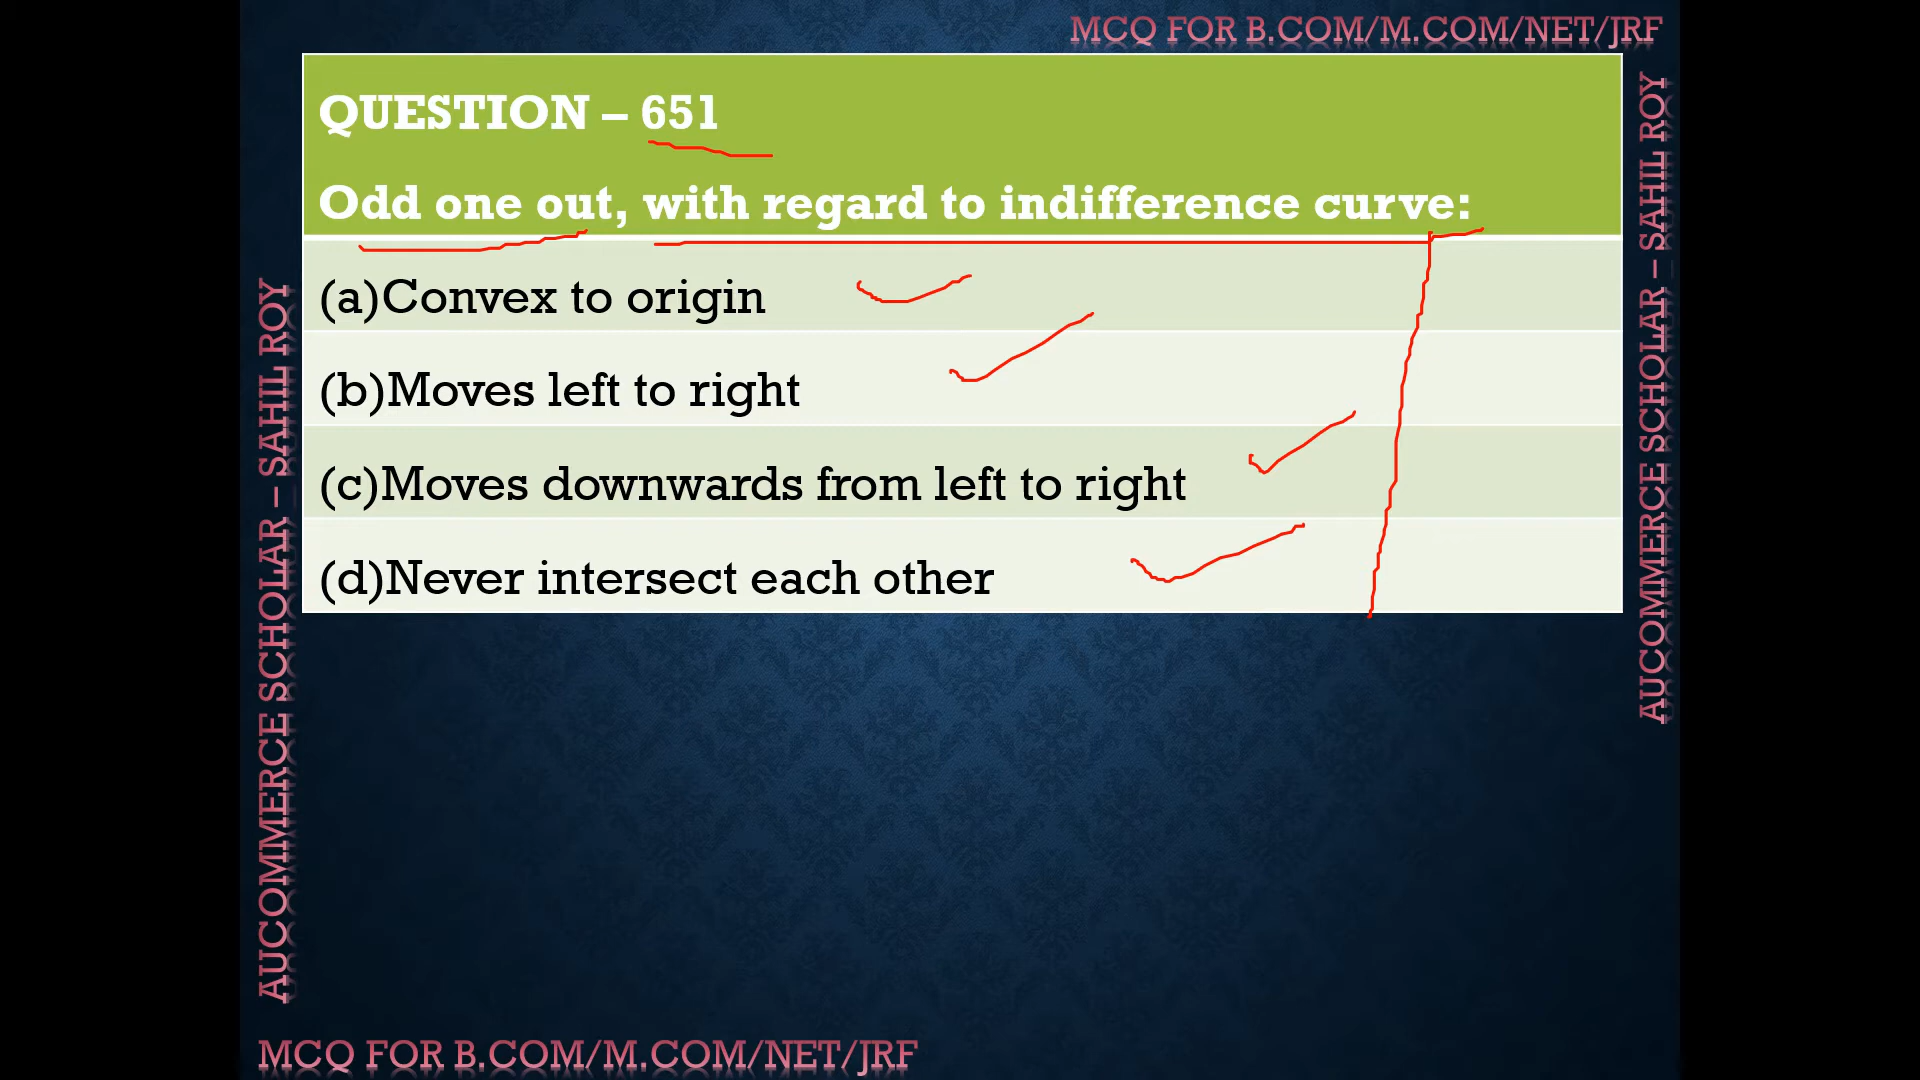 MCQ FOR B.COM/M.COM/NET/JRF
QUESTION – 651
Odd one out, with regard to indifference curve:
(a)Convex to origin
(b)Moves left to right
(c)Moves downwards from left to right
(d)Never intersect each other
AUCOMMERCE SCHOLAR – SAHIL ROY
AUCOMMERCE SCHOLAR – SAHIL ROY
MCQ FOR B.COM/M.COM/NET/JRF